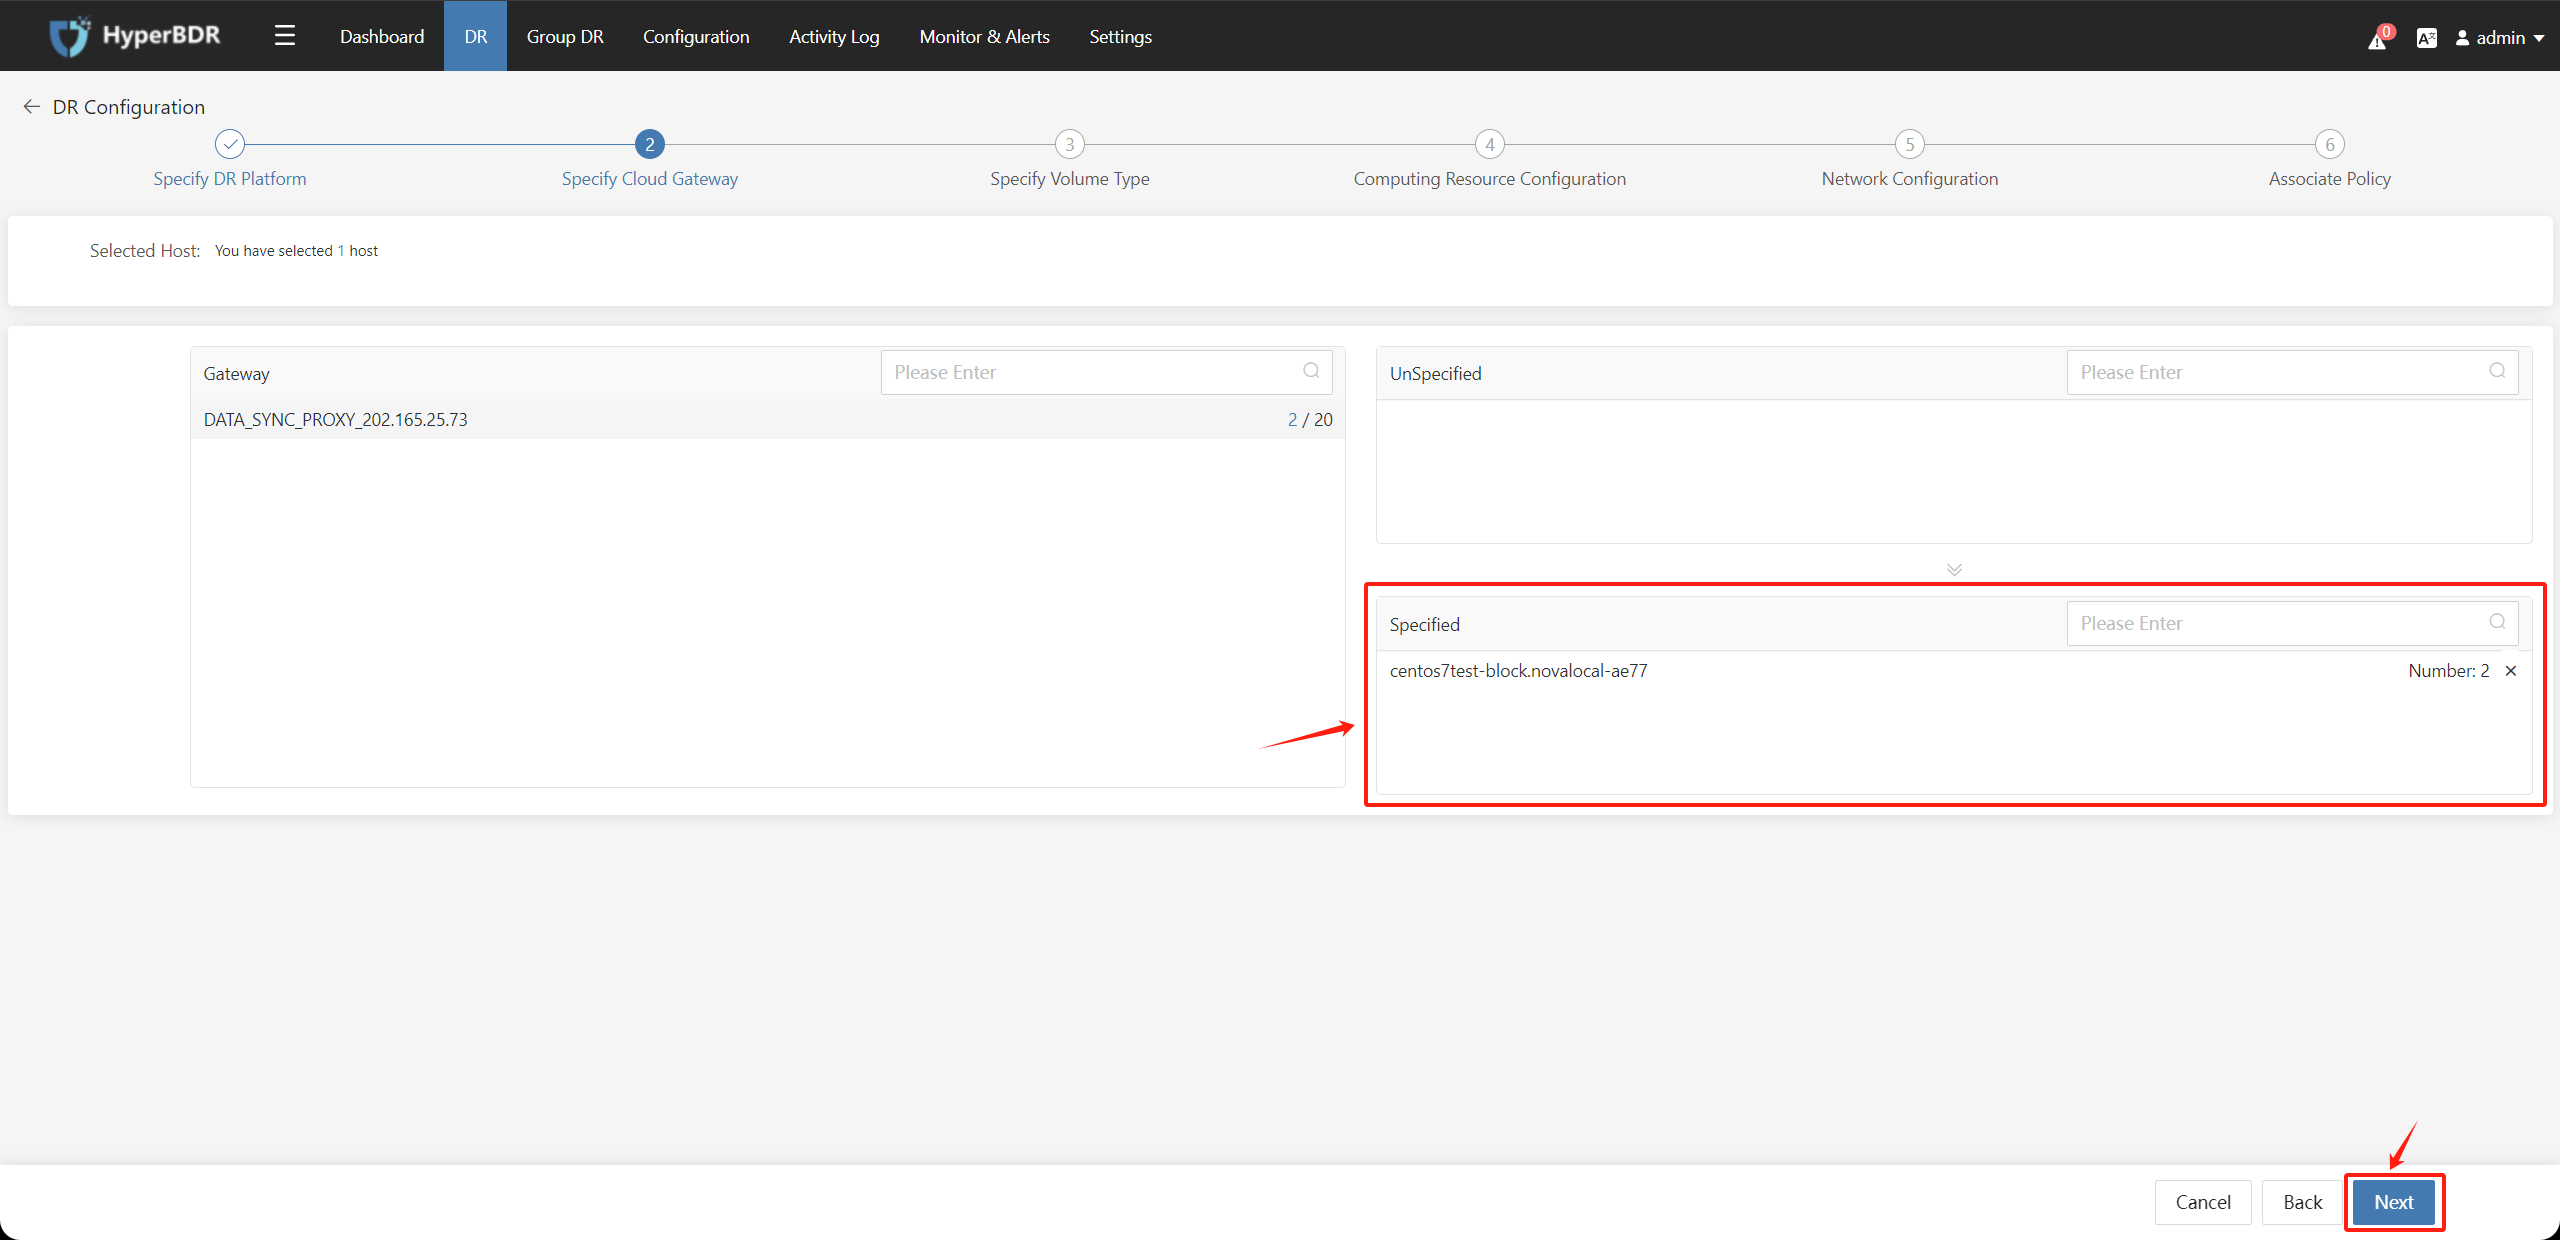 HyperBDR
Dashboard
DR
Group DR
Configuration
Activity Log
Monitor & Alerts
Settings
0
admin
DR Configuration
2
3
4
5
6
Specify DR Platform
Specify Cloud Gateway
Specify Volume Type
Computing Resource Configuration
Network Configuration
Associate Policy
Selected Host: You have selected 1 host
Gateway
Please Enter
DATA_SYNC_PROXY_202.165.25.73
2 / 20
UnSpecified
Please Enter
Specified
Please Enter
centos7test-block.novalocal-ae77
Number: 2
Cancel
Back
Next